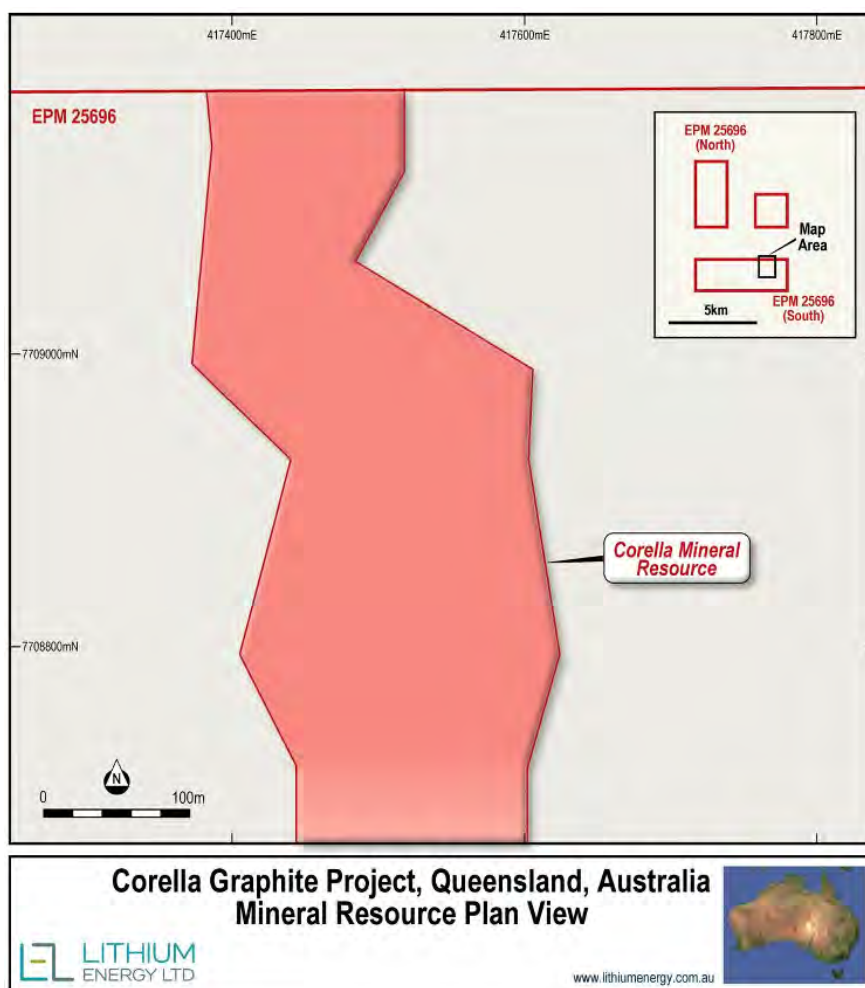 417400mE
417600mE
417800mE
EPM 25696
EPM 25696
(North)
Map
Area
5km
EPM 25696
(South)
7709000mN
Corella Mineral
Resource
7708800mN
N
0
100m
Corella Graphite Project, Queensland, Australia
Mineral Resource Plan View
LITHIUM
ENERGY LTD
www.lithiumenergy.com.au